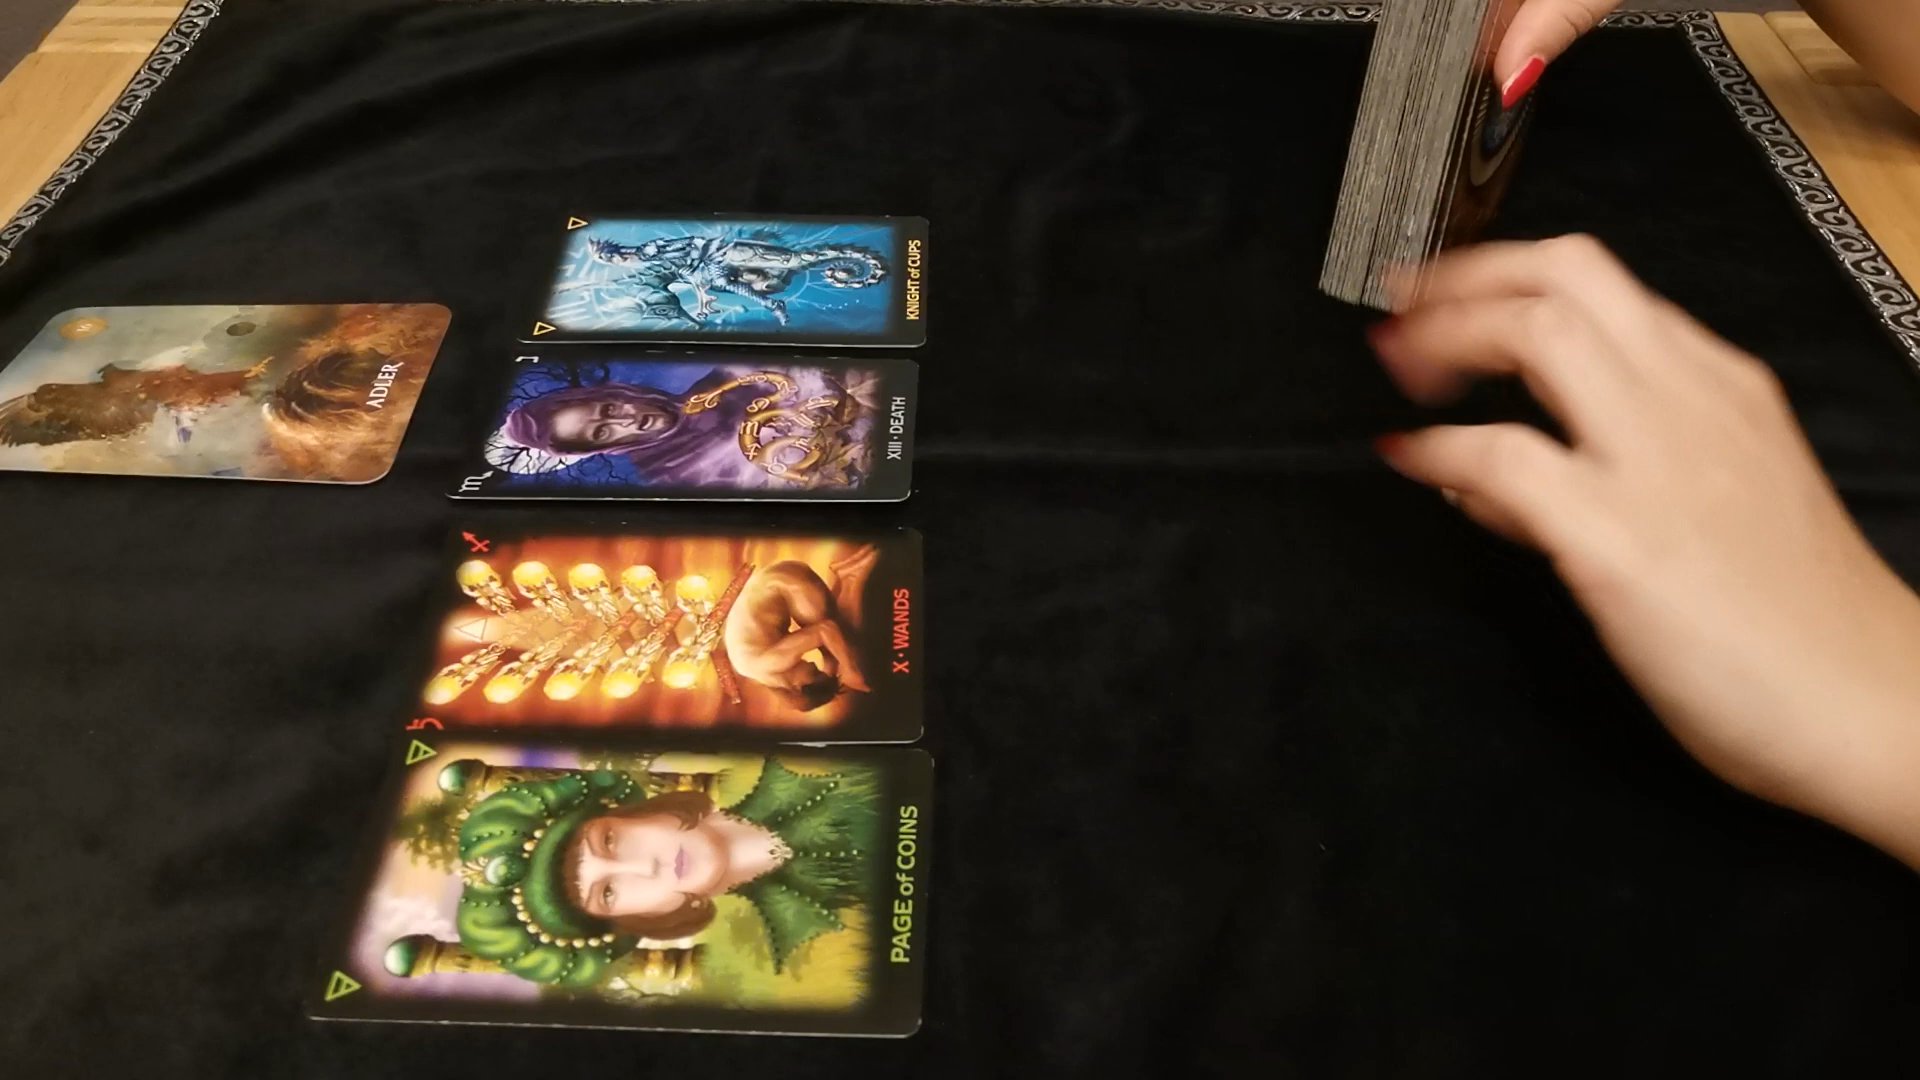 KNIGHT of CUPS
ADLER
XIII • DEATH
X • WANDS
PAGE of COINS